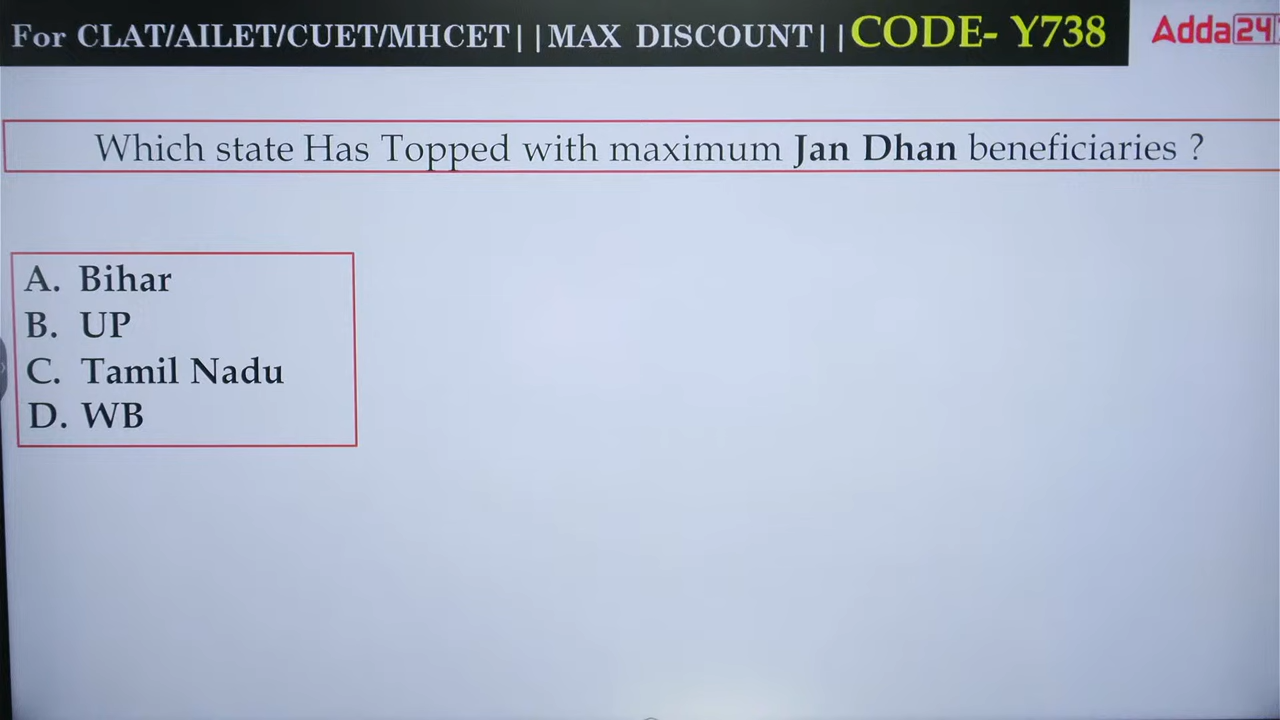 For CLAT/AILET/CUET/MHCET||MAX DISCOUNT||CODE- Y738
Adda24
Which state Has Topped with maximum Jan Dhan beneficiaries ?
A. Bihar
B. UP
C. Tamil Nadu
D. WB